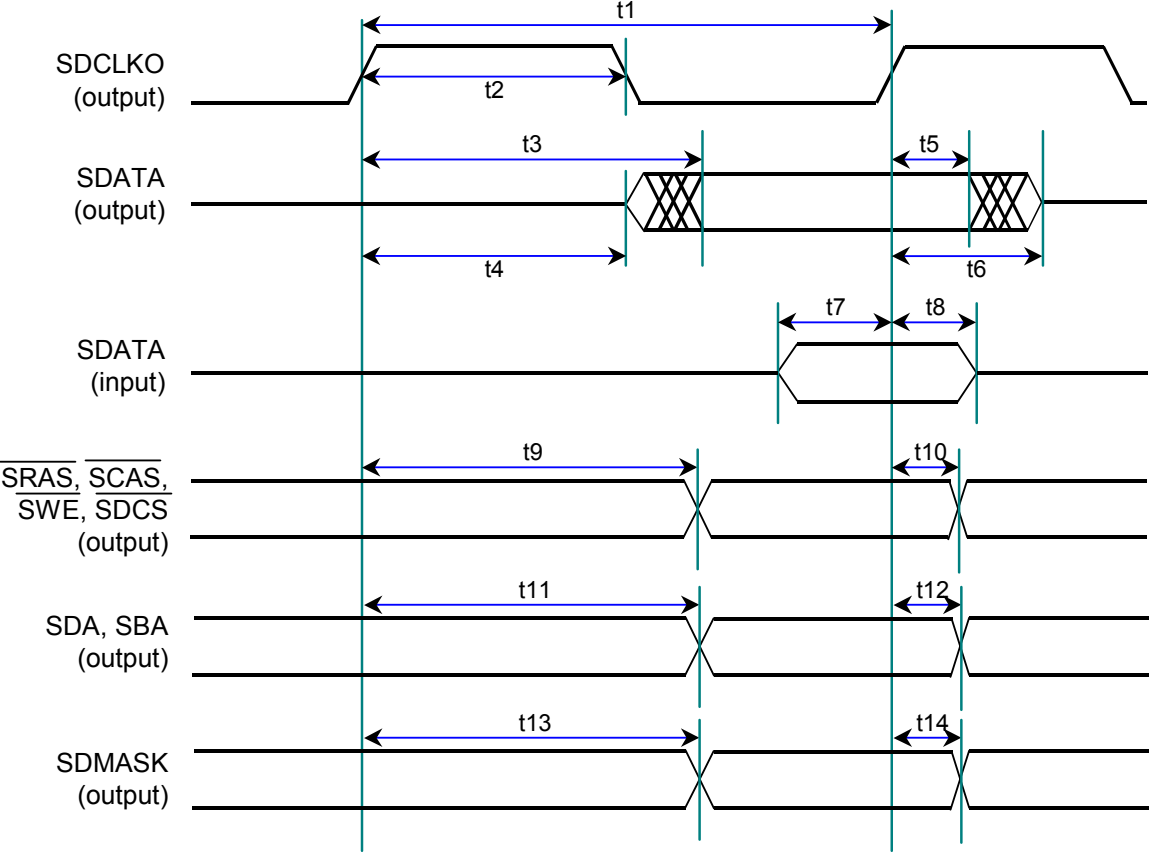 t1
SDCLKO
(output)
t2
t3
t5
SDATA
(output)
t4
t6
t7
t8
SDATA
(input)
t9
t10
SRAS, SCAS,
SWE, SDCS
(output)
t11
t12
SDA, SBA
(output)
t13
t14
SDMASK
(output)